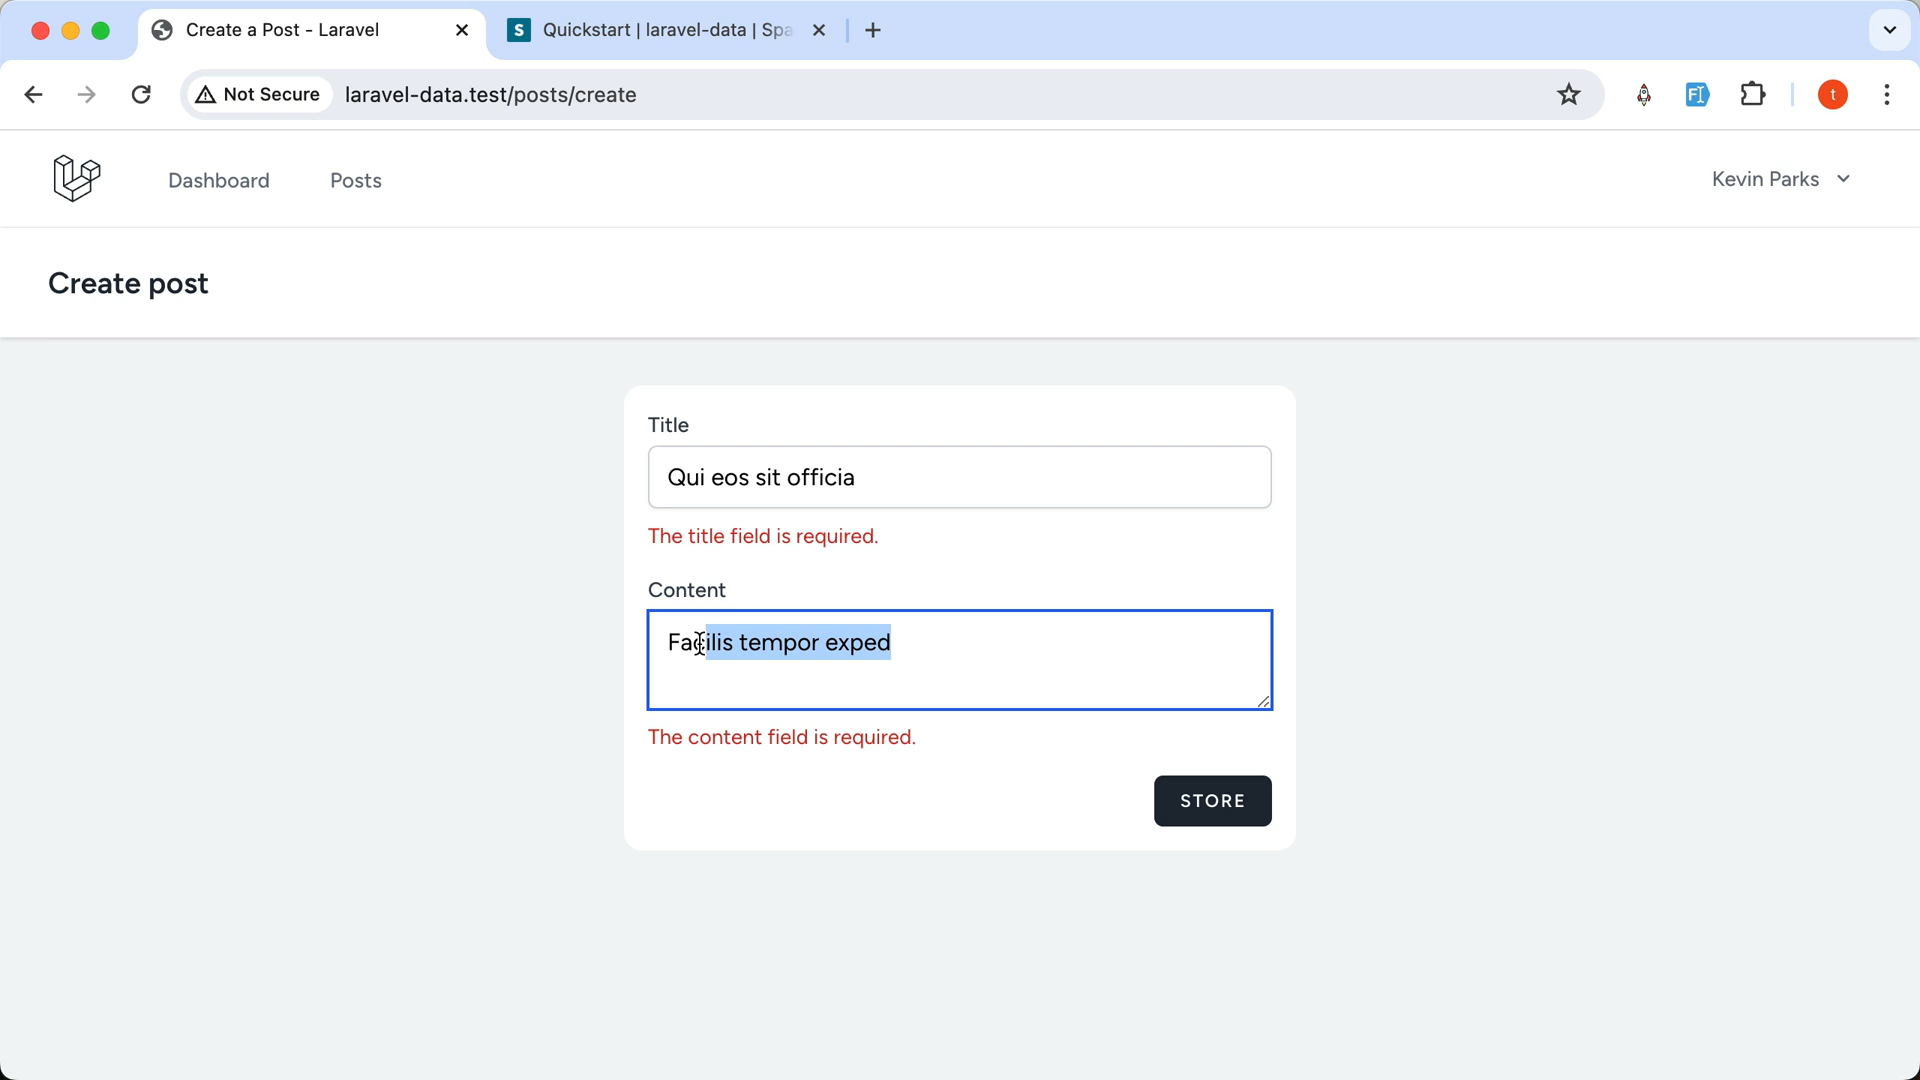 Create a Post - Laravel
S Quickstart | laravel-data | Spa
Not Secure laravel-data.test/posts/create
FI
t
Dashboard Posts Kevin Parks
Create post
Title
Qui eos sit officia
The title field is required.
Content
Facilis tempor exped
The content field is required.
STORE